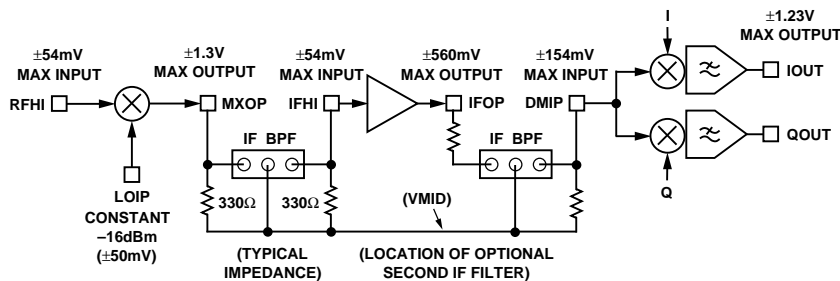 I
±1.23V
MAX OUTPUT
±54mV
MAX INPUT
±1.3V
MAX OUTPUT
±54mV
MAX INPUT
±560mV
MAX OUTPUT
±154mV
MAX INPUT
RFHI
MXOP
IFHI
IFOP
DMIP
IOUT
IF BPF
IF BPF
QOUT
LOIP
CONSTANT
–16dBm
(±50mV)
330Ω
330Ω
(VMID)
Q
(TYPICAL
IMPEDANCE)
(LOCATION OF OPTIONAL
SECOND IF FILTER)